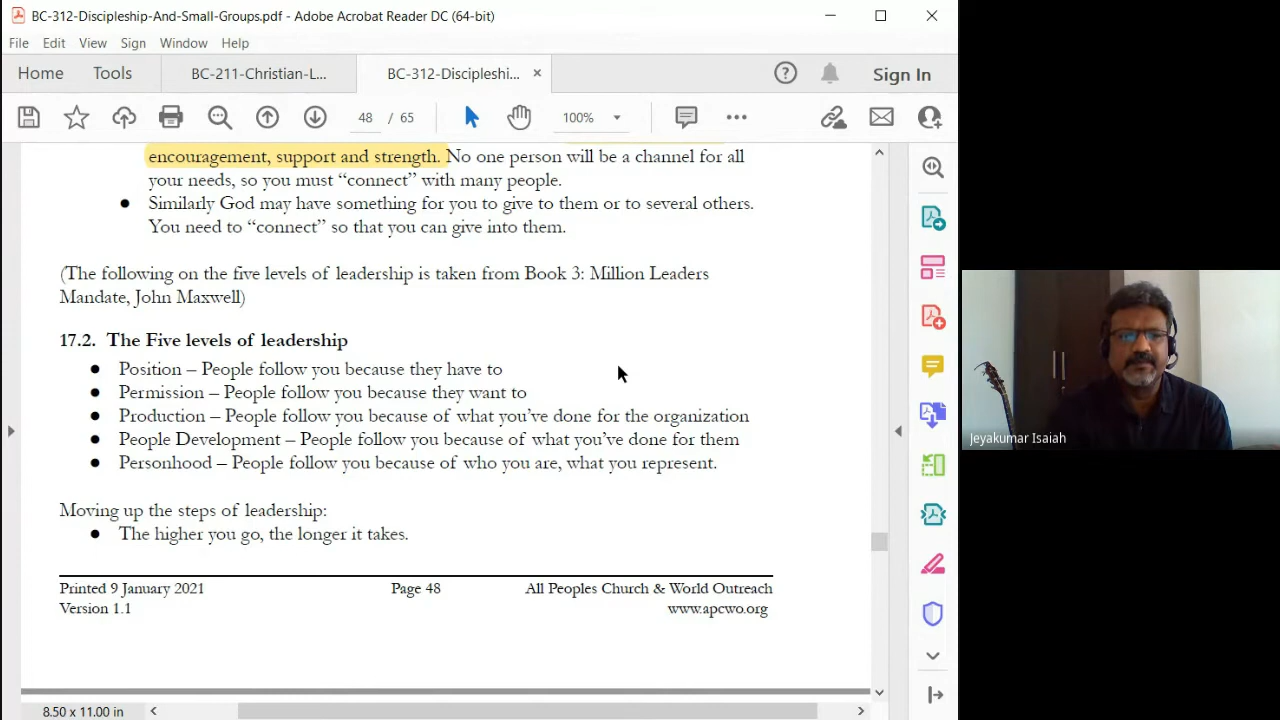 BC-312-Discipleship-And-Small-Groups.pdf - Adobe Acrobat Reader DC (64-bit)
File Edit View Sign Window Help
Home Tools BC-211-Christian-L... BC-312-Discipleshi... Sign In
48 / 65 100%
encouragement, support and strength. No one person will be a channel for all
your needs, so you must “connect” with many people.
● Similarly God may have something for you to give to them or to several others.
You need to “connect” so that you can give into them.
(The following on the five levels of leadership is taken from Book 3: Million Leaders
Mandate, John Maxwell)
17.2. The Five levels of leadership
● Position – People follow you because they have to
● Permission – People follow you because they want to
● Production – People follow you because of what you’ve done for the organization
● People Development – People follow you because of what you’ve done for them
● Personhood – People follow you because of who you are, what you represent.
Moving up the steps of leadership:
● The higher you go, the longer it takes.
Printed 9 January 2021 Page 48 All Peoples Church & World Outreach
Version 1.1 www.apcwo.org
8.50 x 11.00 in
Jeyakumar Isaiah